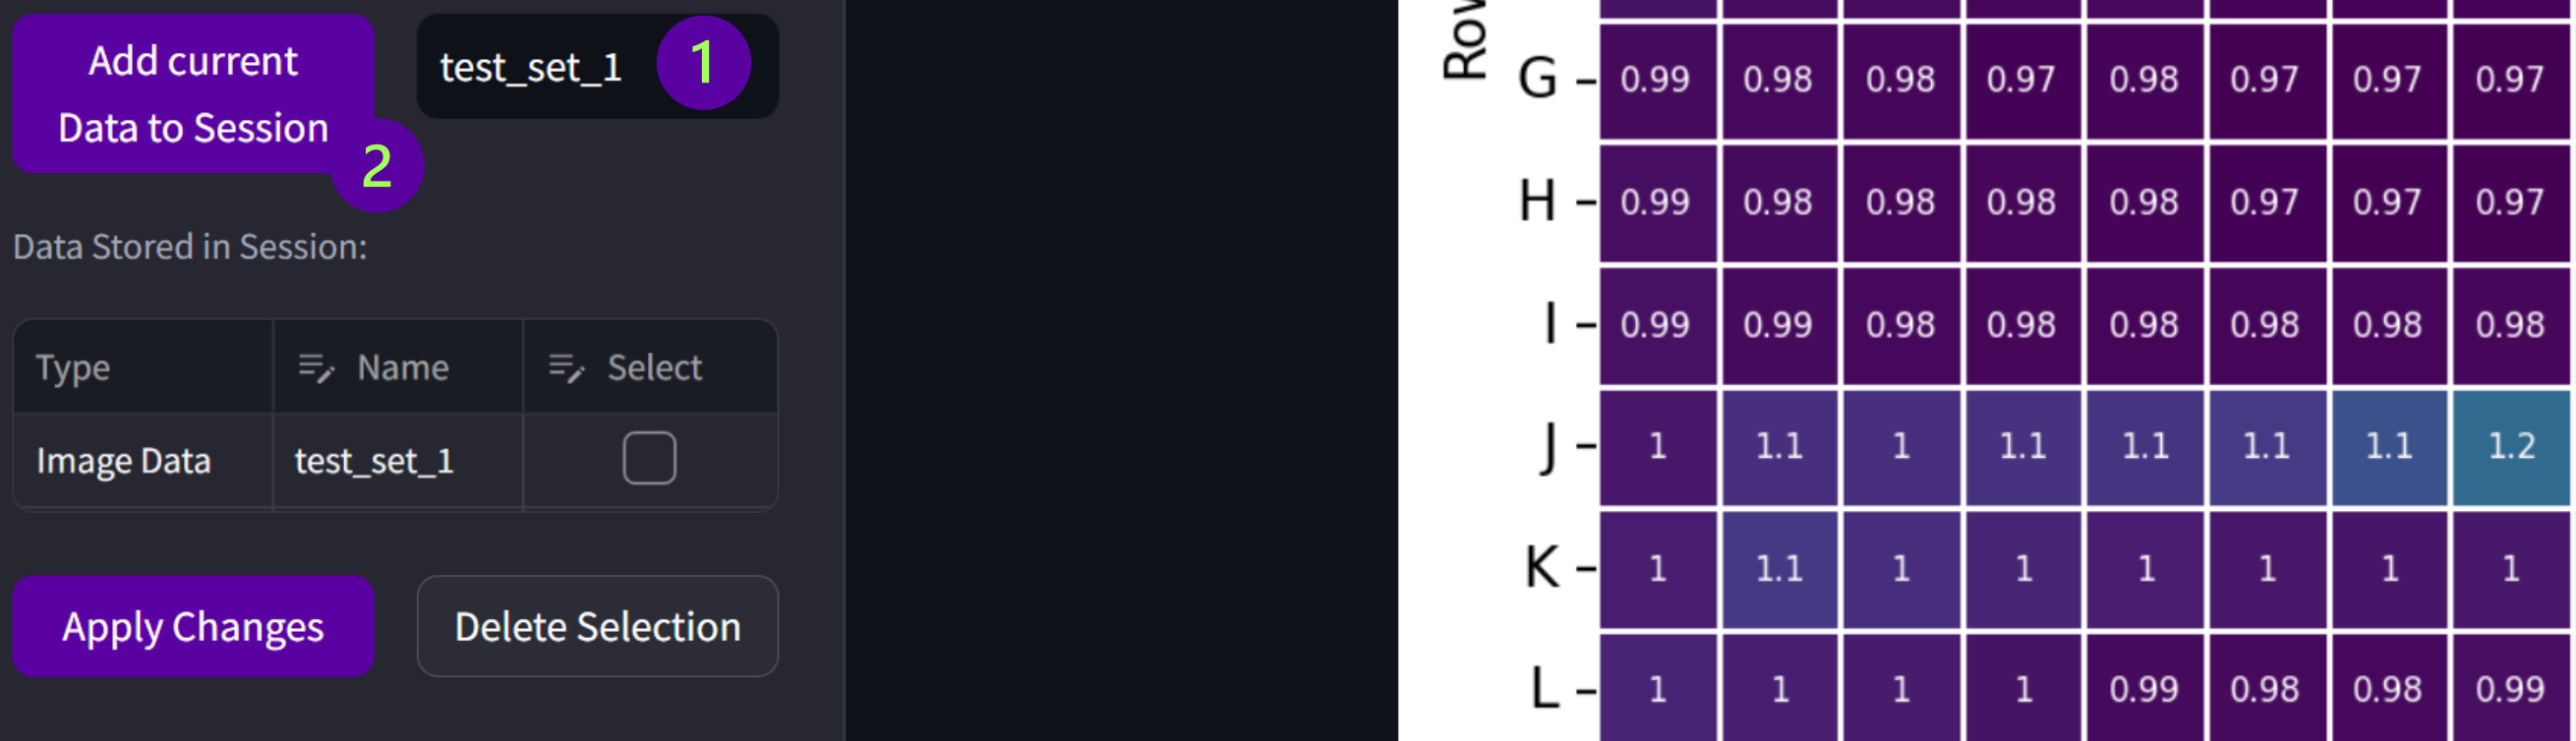 Add current
Data to Session
2
test_set_1
1
Data Stored in Session:
Type Name Select
Image Data test_set_1
Apply Changes Delete Selection
Row
G 0.99 0.98 0.98 0.97 0.98 0.97 0.97 0.97
H 0.99 0.98 0.98 0.98 0.98 0.97 0.97 0.97
I 0.99 0.99 0.98 0.98 0.98 0.98 0.98 0.98
J 1 1.1 1 1.1 1.1 1.1 1.1 1.2
K 1 1.1 1 1 1 1 1 1
L 1 1 1 1 0.99 0.98 0.98 0.99